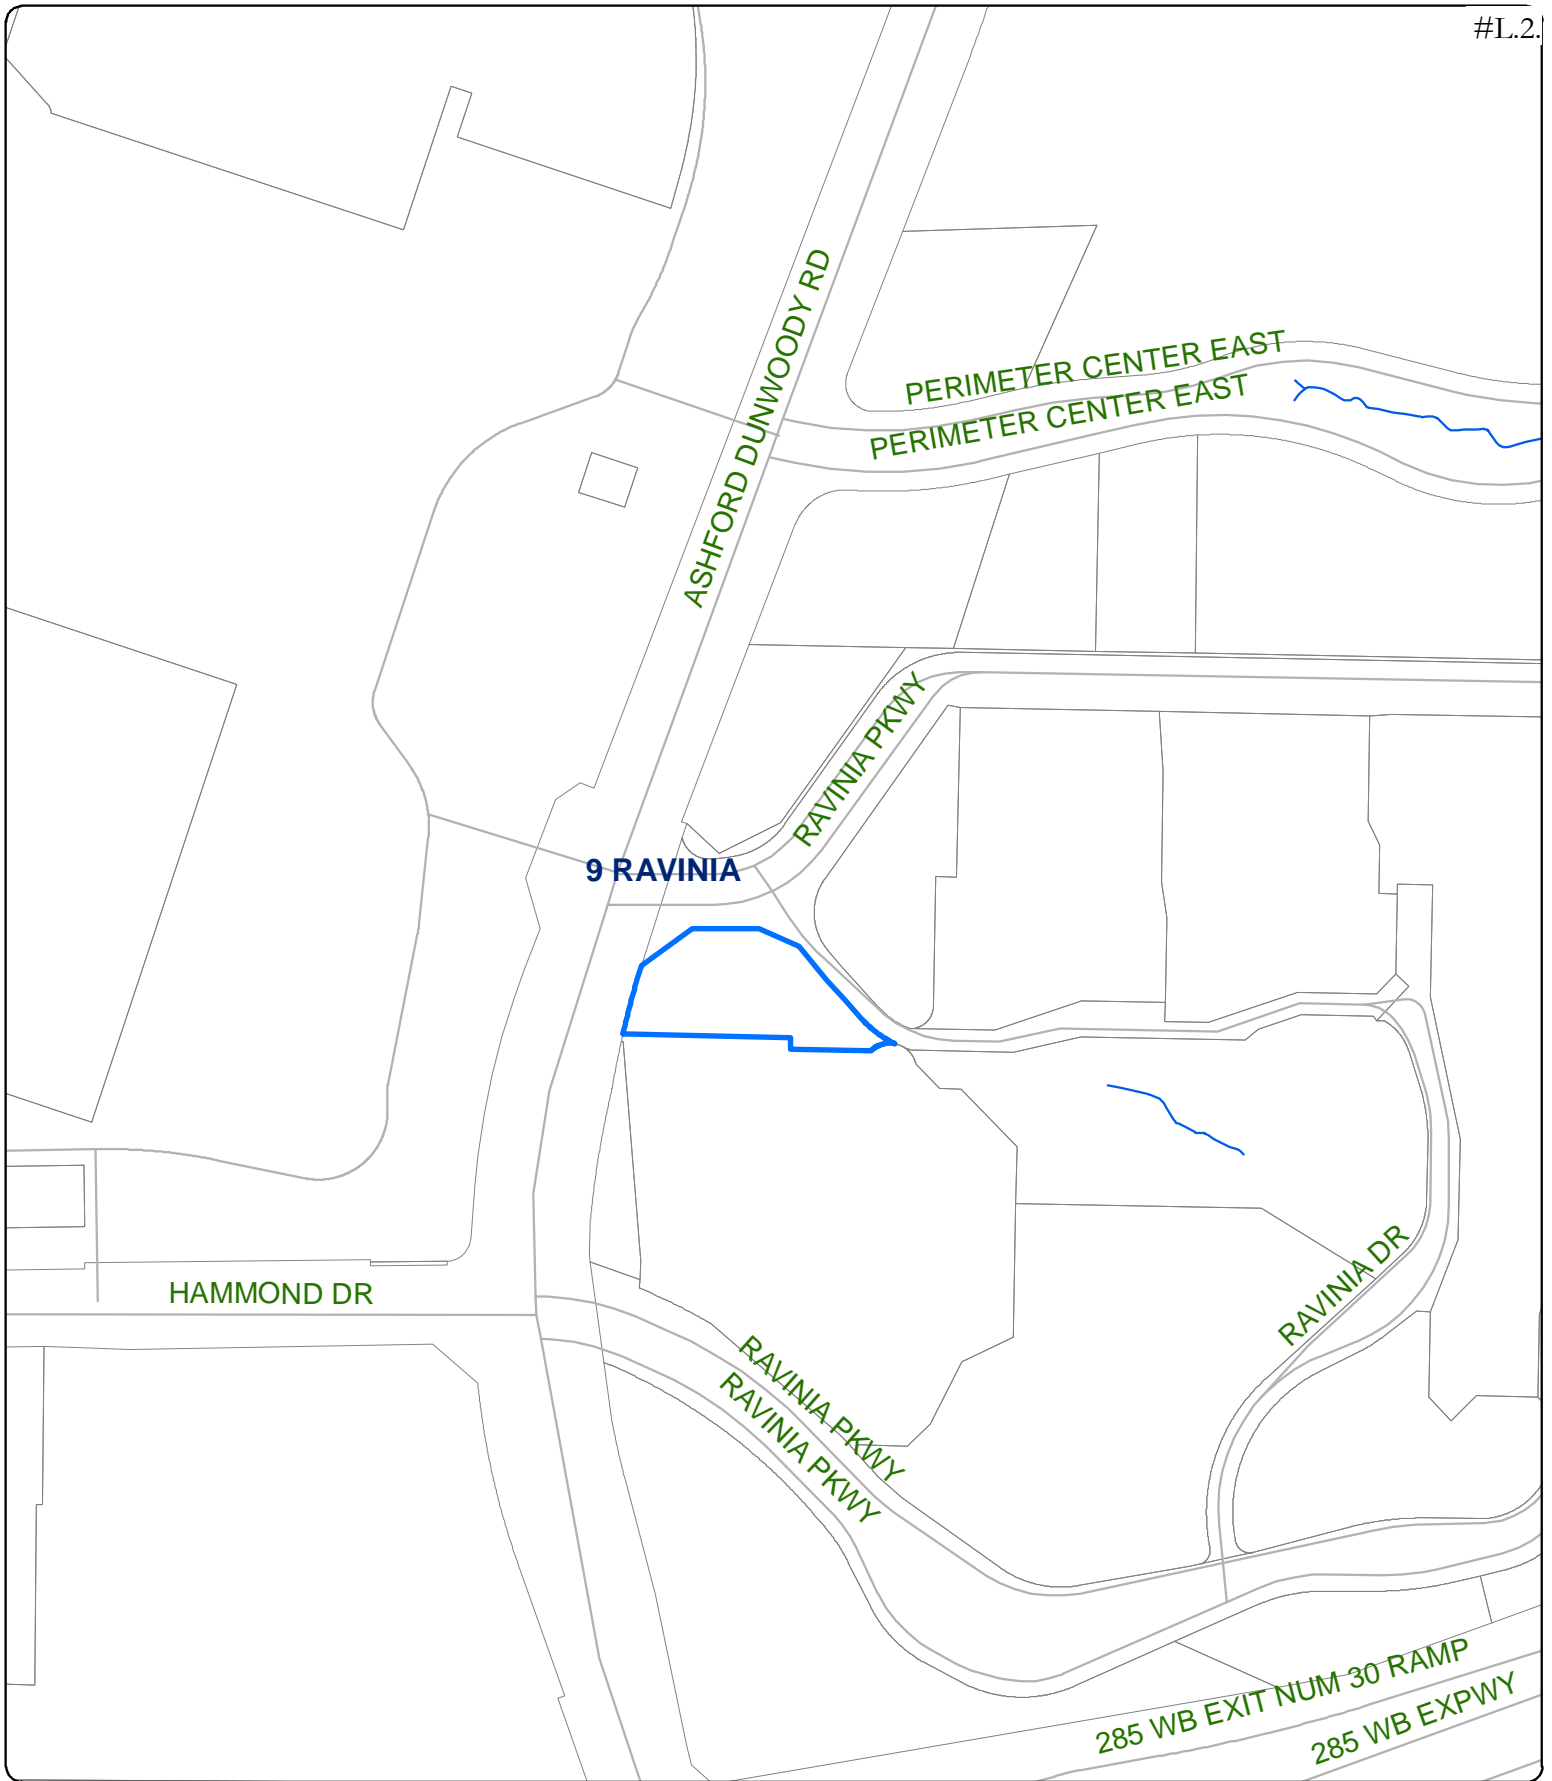 #L.2.
ASHFORD DUNWOODY RD
PERIMETER CENTER EAST
PERIMETER CENTER EAST
RAVINIA PKWY
9 RAVINIA
HAMMOND DR
RAVINIA DR
RAVINIA PKWY
RAVINIA PKWY
285 WB EXIT NUM 30 RAMP
285 WB EXPWY